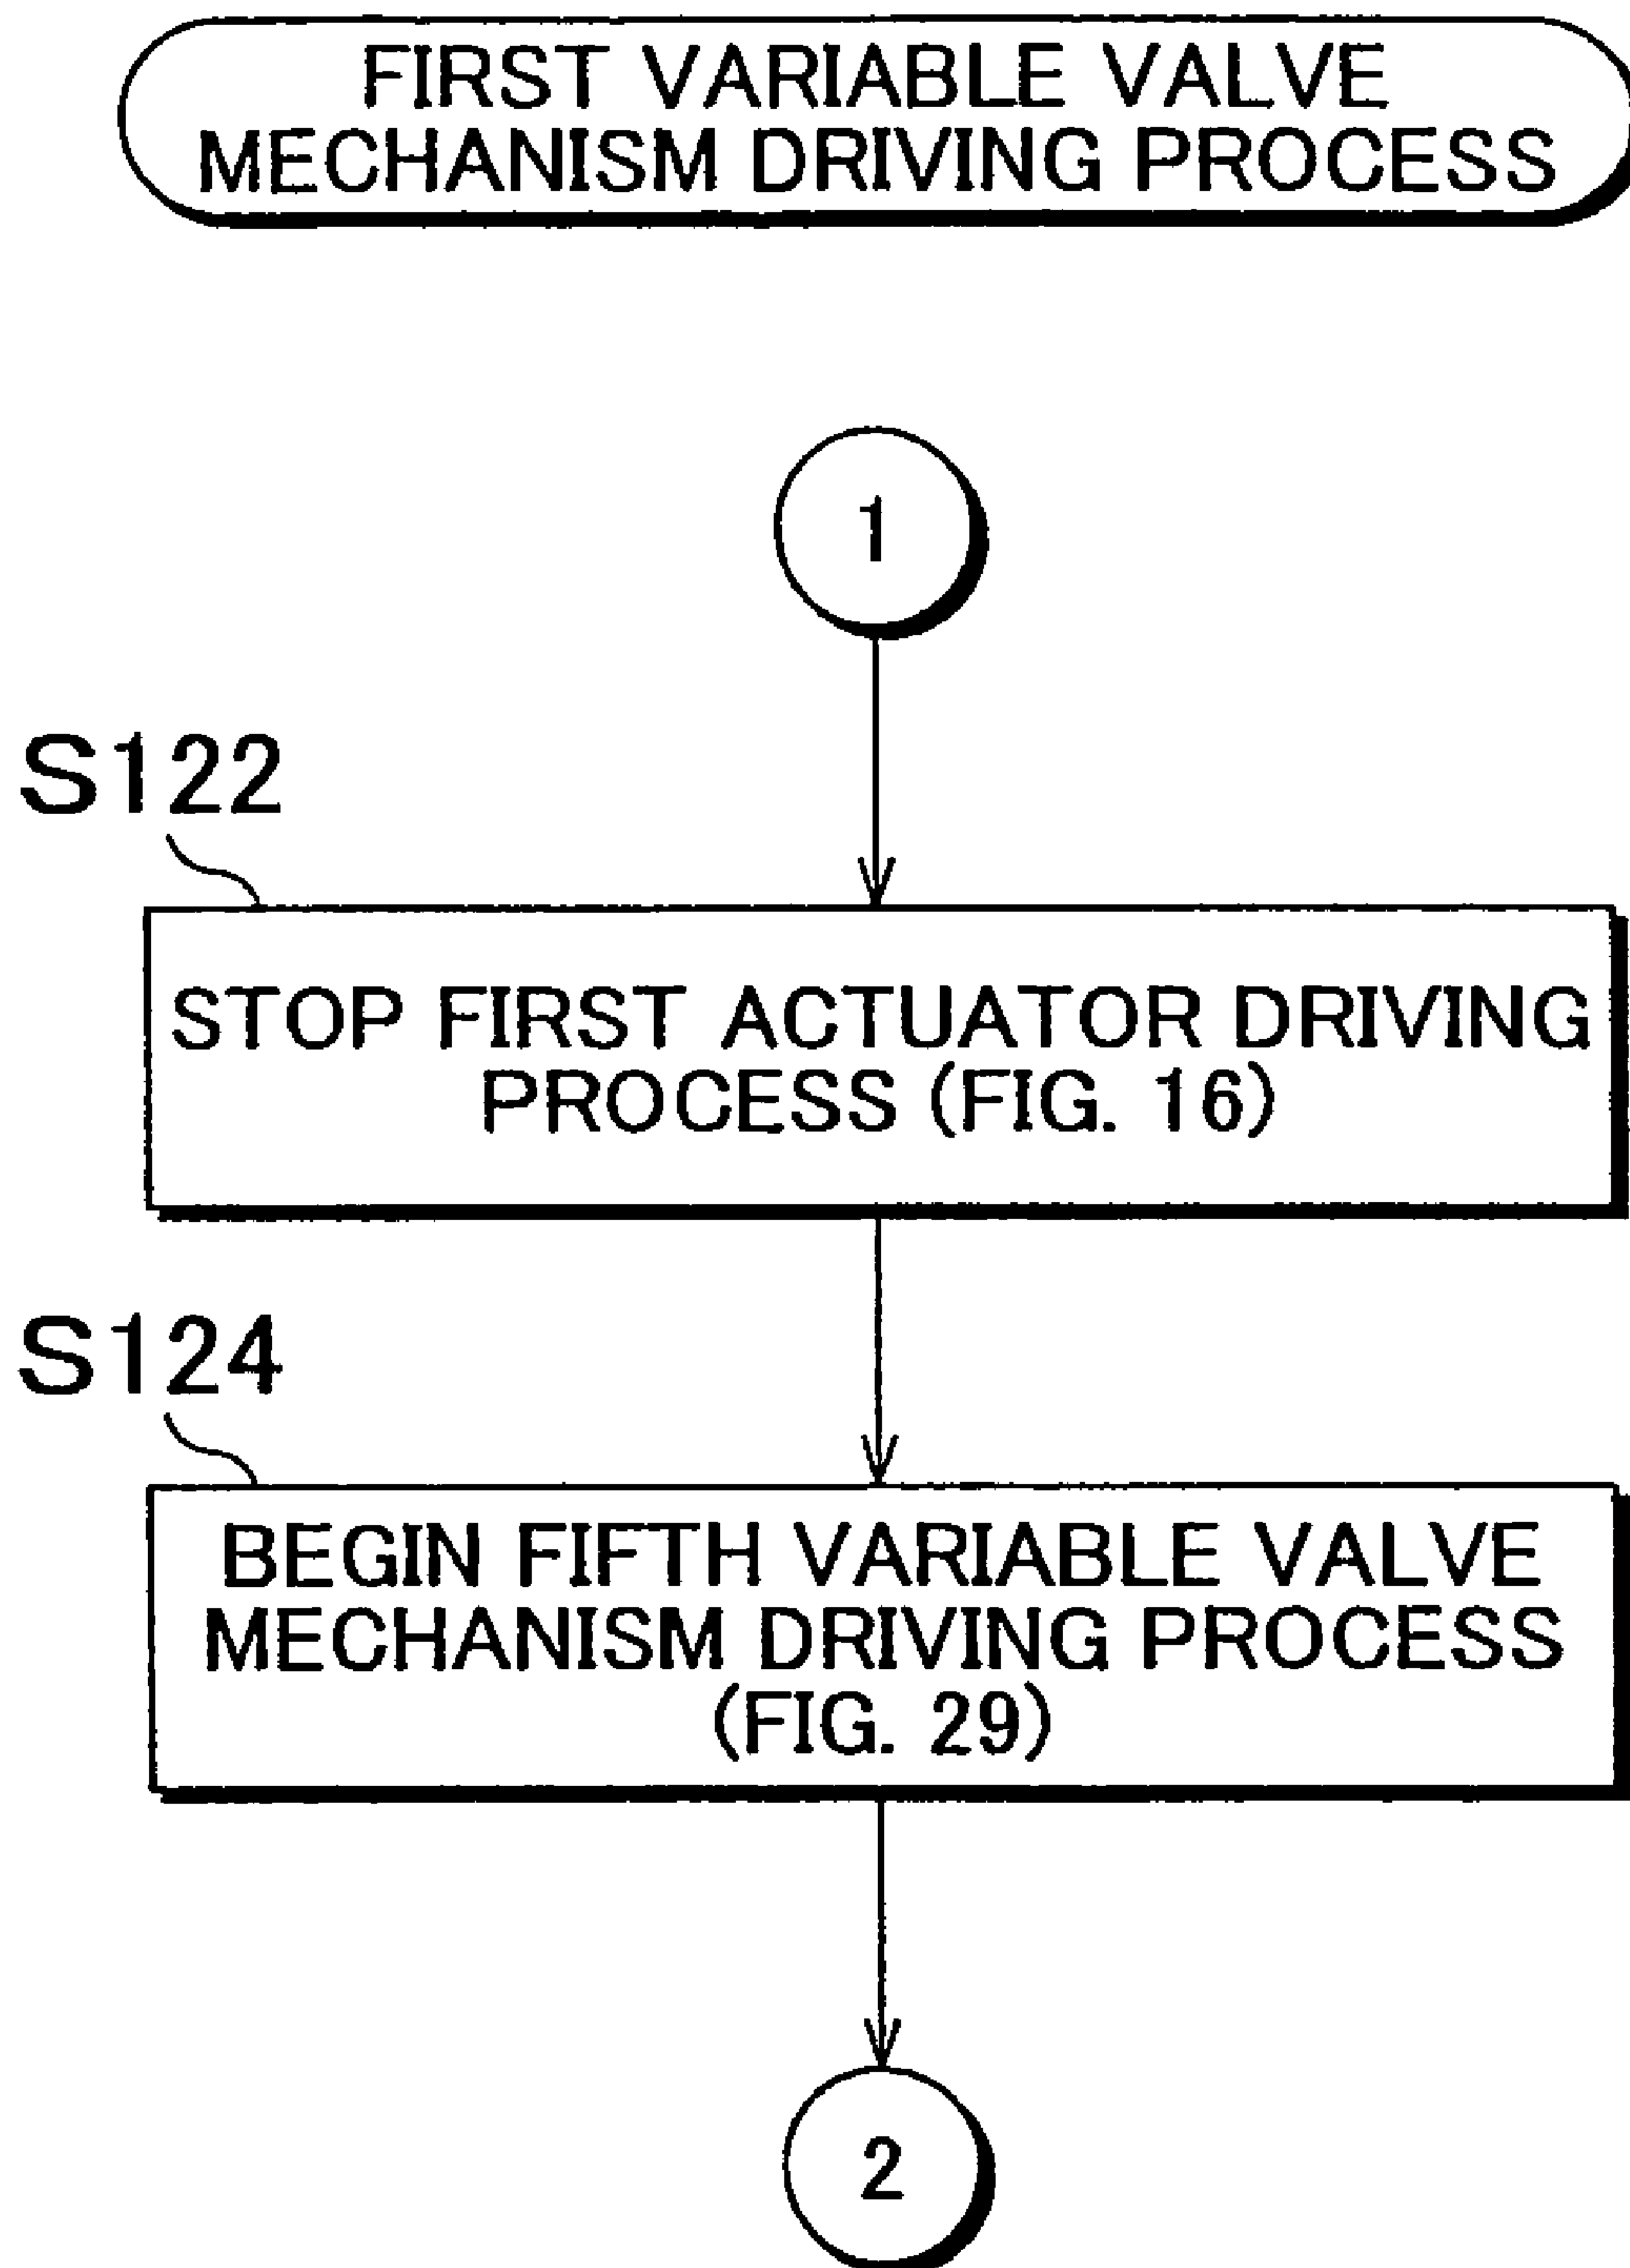 FIRST VARIABLE VALVE
MECHANISM DRIVING PROCESS
1
S122
STOP FIRST ACTUATOR DRIVING
PROCESS (FIG. 16)
S124
BEGIN FIFTH VARIABLE VALVE
MECHANISM DRIVING PROCESS
(FIG. 29)
2